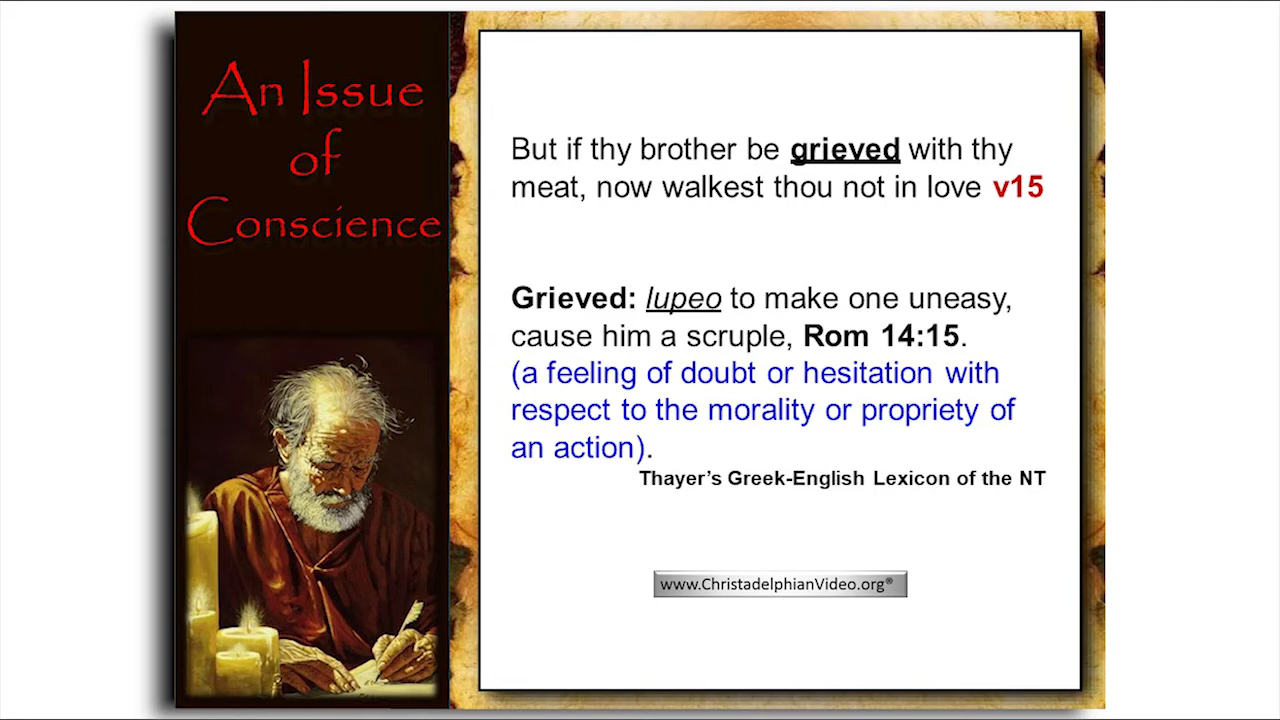 An Issue
of
Conscience
But if thy brother be grieved with thy
meat, now walkest thou not in love v15
Grieved: lupeo to make one uneasy,
cause him a scruple, Rom 14:15.
(a feeling of doubt or hesitation with
respect to the morality or propriety of
an action).
Thayer’s Greek-English Lexicon of the NT
www.ChristadelphianVideo.org®